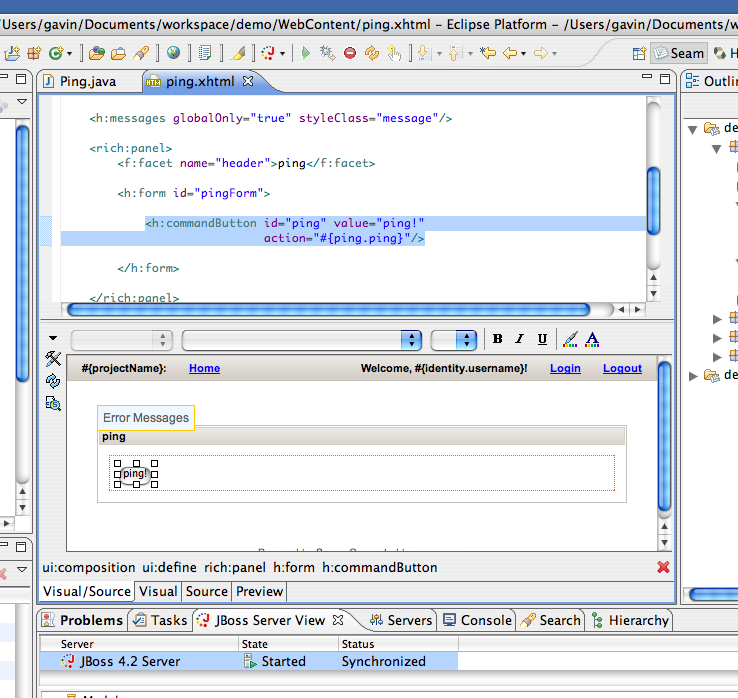 /Users/gavin/Documents/workspace/demo/WebContent/ping.xhtml - Eclipse Platform - /Users/gavin/Documents/w
Seam
Ping.java
ping.xhtml
Outli
<h:messages globalOnly="true" styleClass="message"/>
<rich:panel>
<f:facet name="header">ping</f:facet>
<h:form id="pingForm">
<h:commandButton id="ping" value="ping!"
action="#{ping.ping}"/>
</h:form>
</rich:panel>
de
de
B I U A
#{projectName}: Home Welcome, #{identity.username}! Login Logout
Error Messages
ping
ping!
ui:composition ui:define rich:panel h:form h:commandButton
Visual/Source Visual Source Preview
Problems Tasks JBoss Server View Servers Console Search Hierarchy
Server State Status
JBoss 4.2 Server Started Synchronized